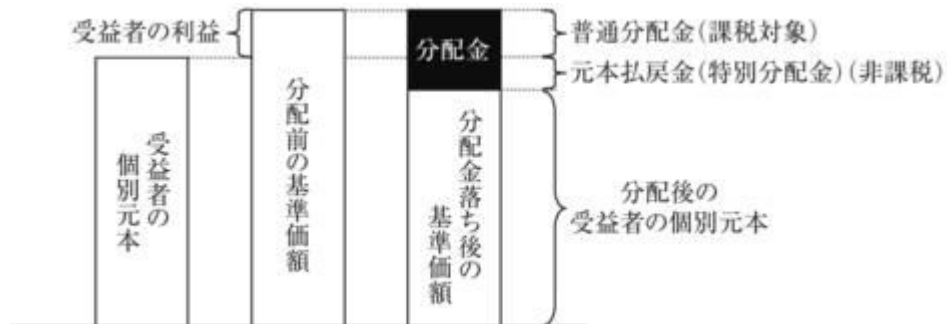 受益者の利益
受益者の
個別元本
分配前の基準価額
分配金
分配金落ち後の
基準価額
普通分配金(課税対象)
元本払戻金(特別分配金)(非課税)
分配後の
受益者の個別元本